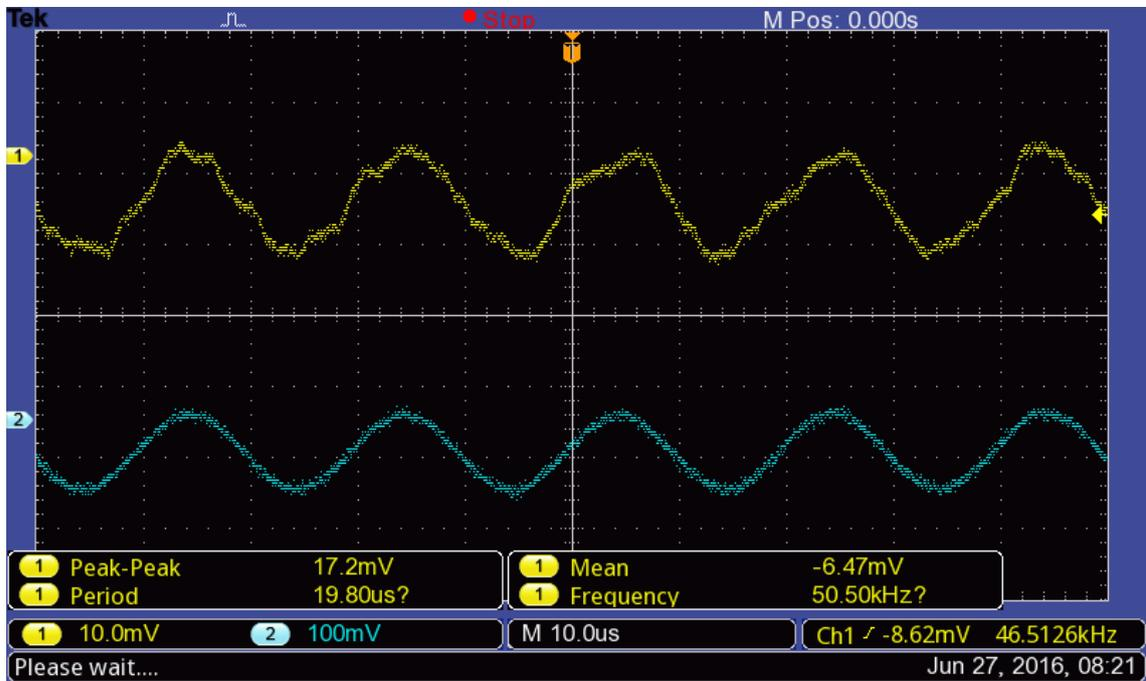 Tek Stop M Pos: 0.000s
T
1
2
1 Peak-Peak 17.2mV 1 Mean -6.47mV
1 Period 19.80us? 1 Frequency 50.50kHz?
1 10.0mV 2 100mV M 10.0us Ch1 -8.62mV 46.5126kHz
Please wait.... Jun 27, 2016, 08:21